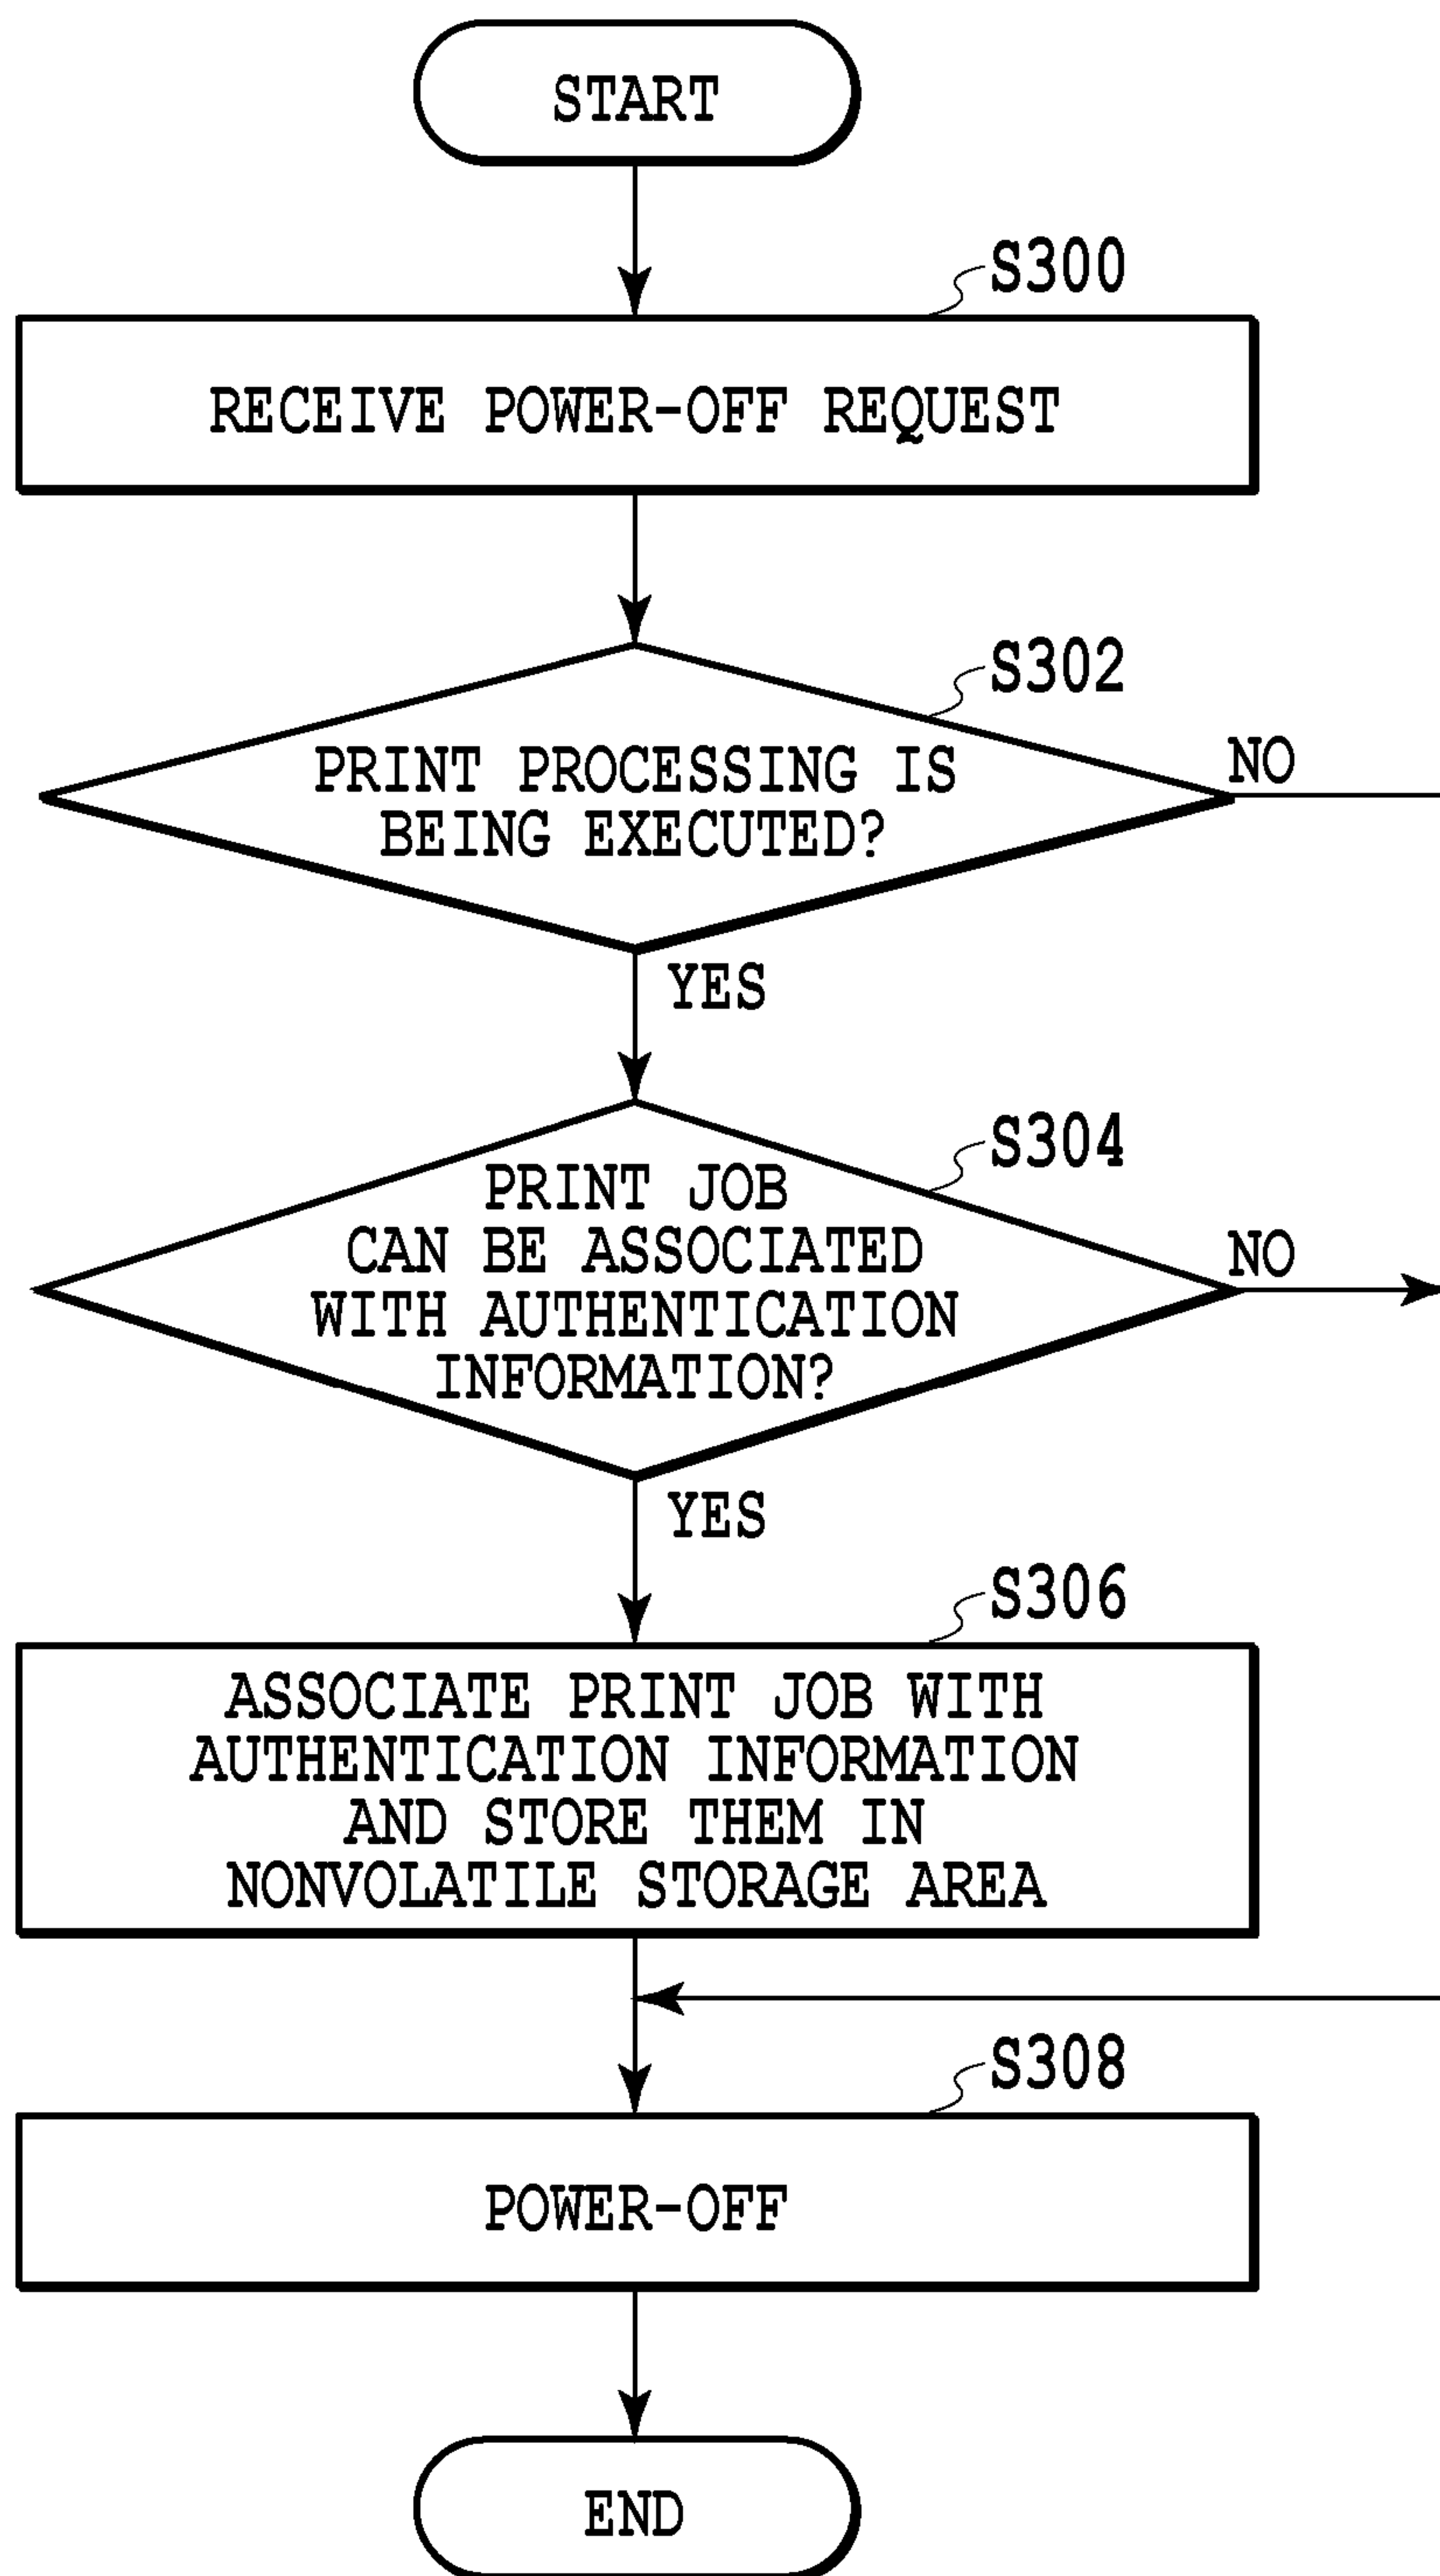 START
S300
RECEIVE POWER-OFF REQUEST
S302
PRINT PROCESSING IS
BEING EXECUTED?
NO
YES
S304
PRINT JOB
CAN BE ASSOCIATED
WITH AUTHENTICATION
INFORMATION?
NO
YES
S306
ASSOCIATE PRINT JOB WITH
AUTHENTICATION INFORMATION
AND STORE THEM IN
NONVOLATILE STORAGE AREA
S308
POWER-OFF
END